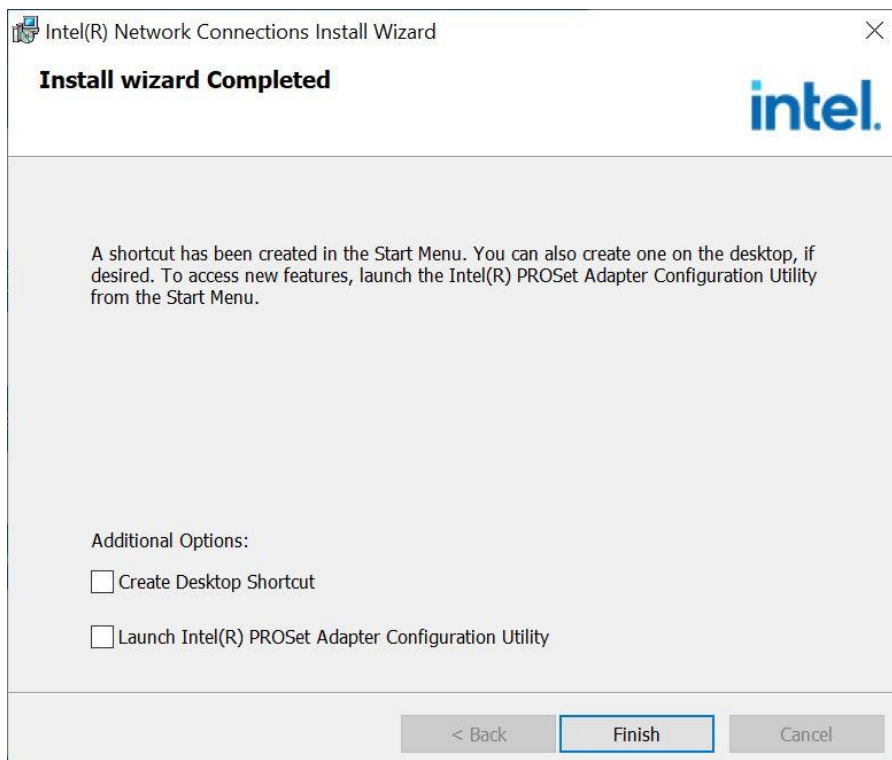 Intel(R) Network Connections Install Wizard
Install wizard Completed
intel.
A shortcut has been created in the Start Menu. You can also create one on the desktop, if
desired. To access new features, launch the Intel(R) PROSet Adapter Configuration Utility
from the Start Menu.
Additional Options:
Create Desktop Shortcut
Launch Intel(R) PROSet Adapter Configuration Utility
< Back
Finish
Cancel